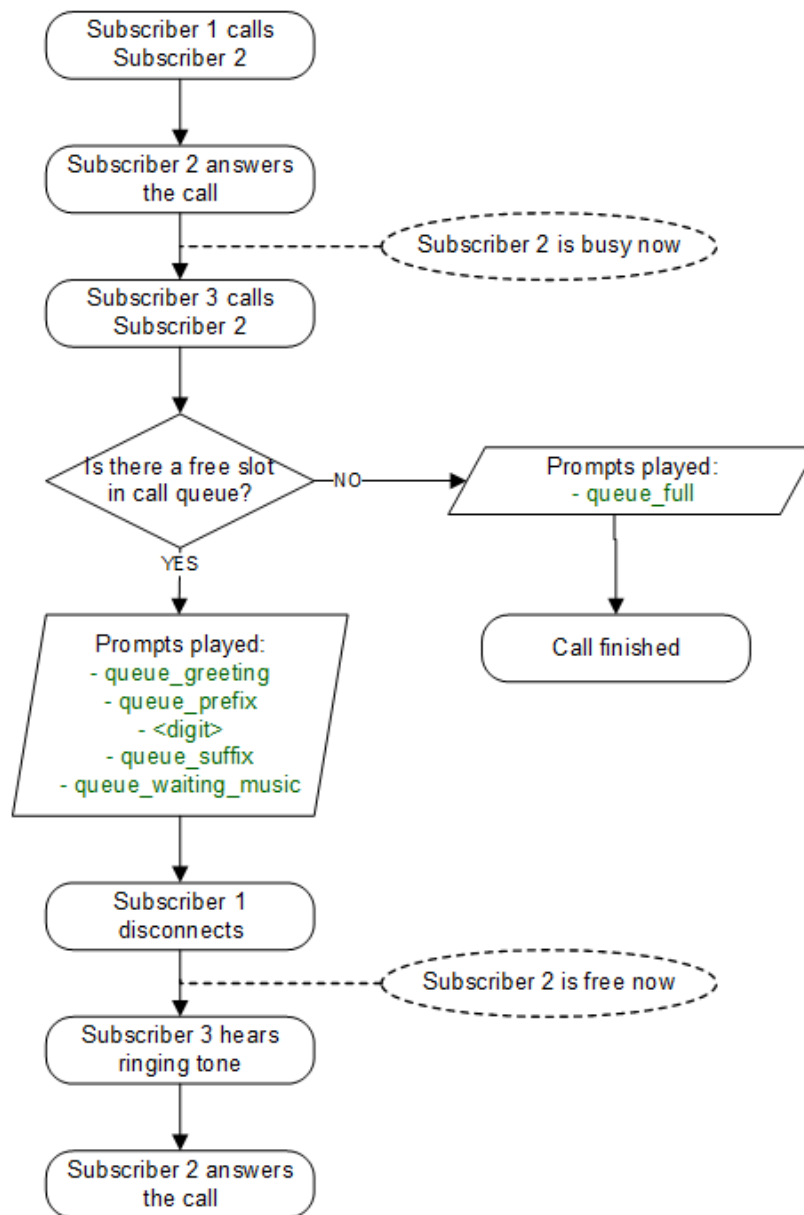 Subscriber 1 calls
Subscriber 2
Subscriber 2 answers
the call
Subscriber 2 is busy now
Subscriber 3 calls
Subscriber 2
Is there a free slot
in call queue?
NO
Prompts played:
- queue_full
YES
Call finished
Prompts played:
- queue_greeting
- queue_prefix
- <digit>
- queue_suffix
- queue_waiting_music
Subscriber 1
disconnects
Subscriber 2 is free now
Subscriber 3 hears
ringing tone
Subscriber 2 answers
the call